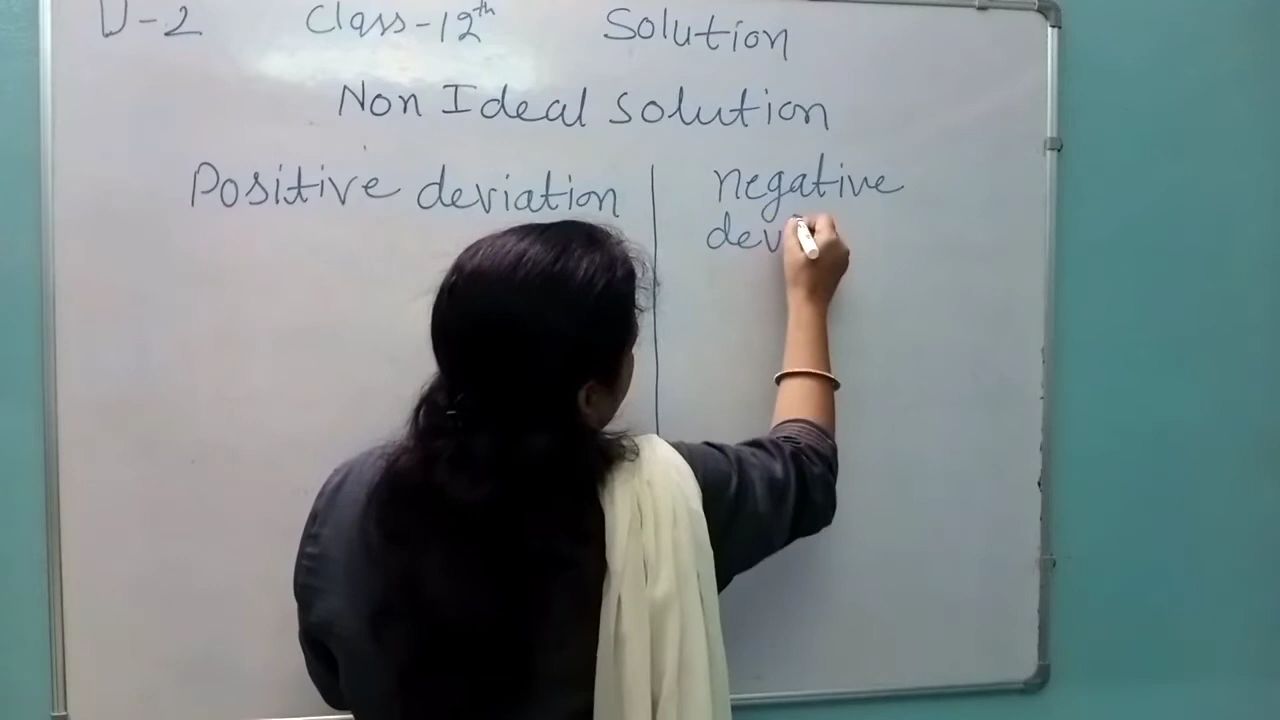 U-2 Class-12th Solution
Non Ideal Solution
Positive deviation negative
dev